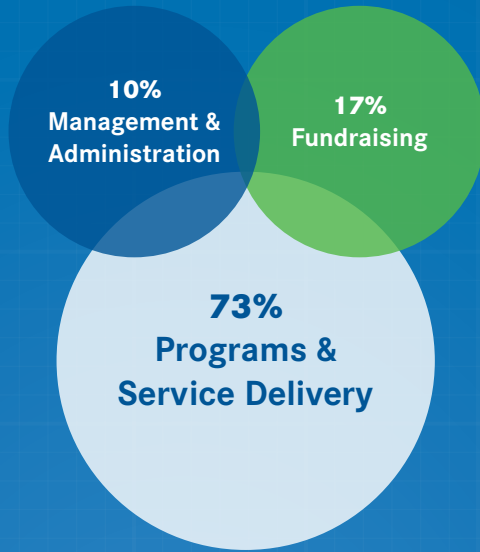 10%
Management &
Administration
17%
Fundraising
73%
Programs &
Service Delivery